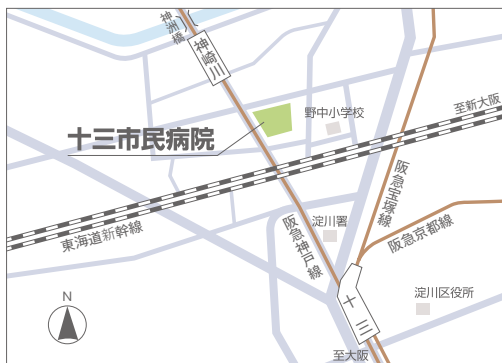 神洲橋
神崎川
野中小学校
至新大阪
十三市民病院
阪急宝塚線
東海道新幹線
淀川署
阪急神戸線
阪急京都線
十三
淀川区役所
N
至大阪